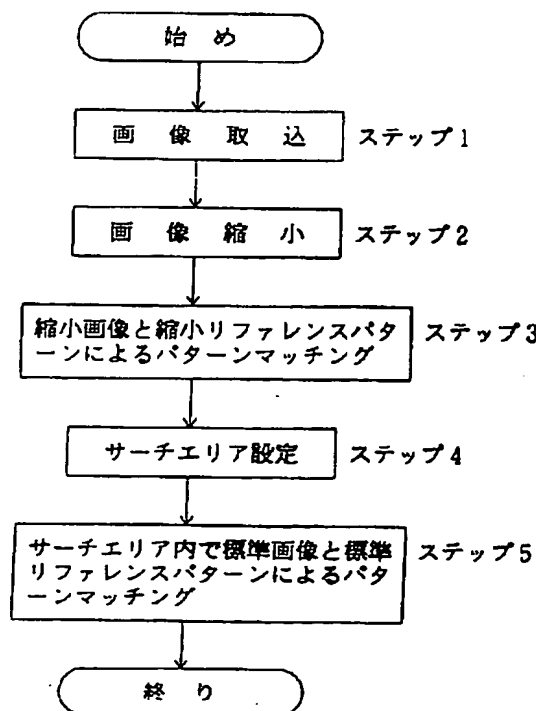 始め
画像取込 ステップ1
画像縮小 ステップ2
縮小画像と縮小リファレンスパタ ステップ3
ーンによるパターンマッチング
サーチエリア設定 ステップ4
サーチエリア内で標準画像と標準 ステップ5
リファレンスパターンによるパタ
ーンマッチング
終り